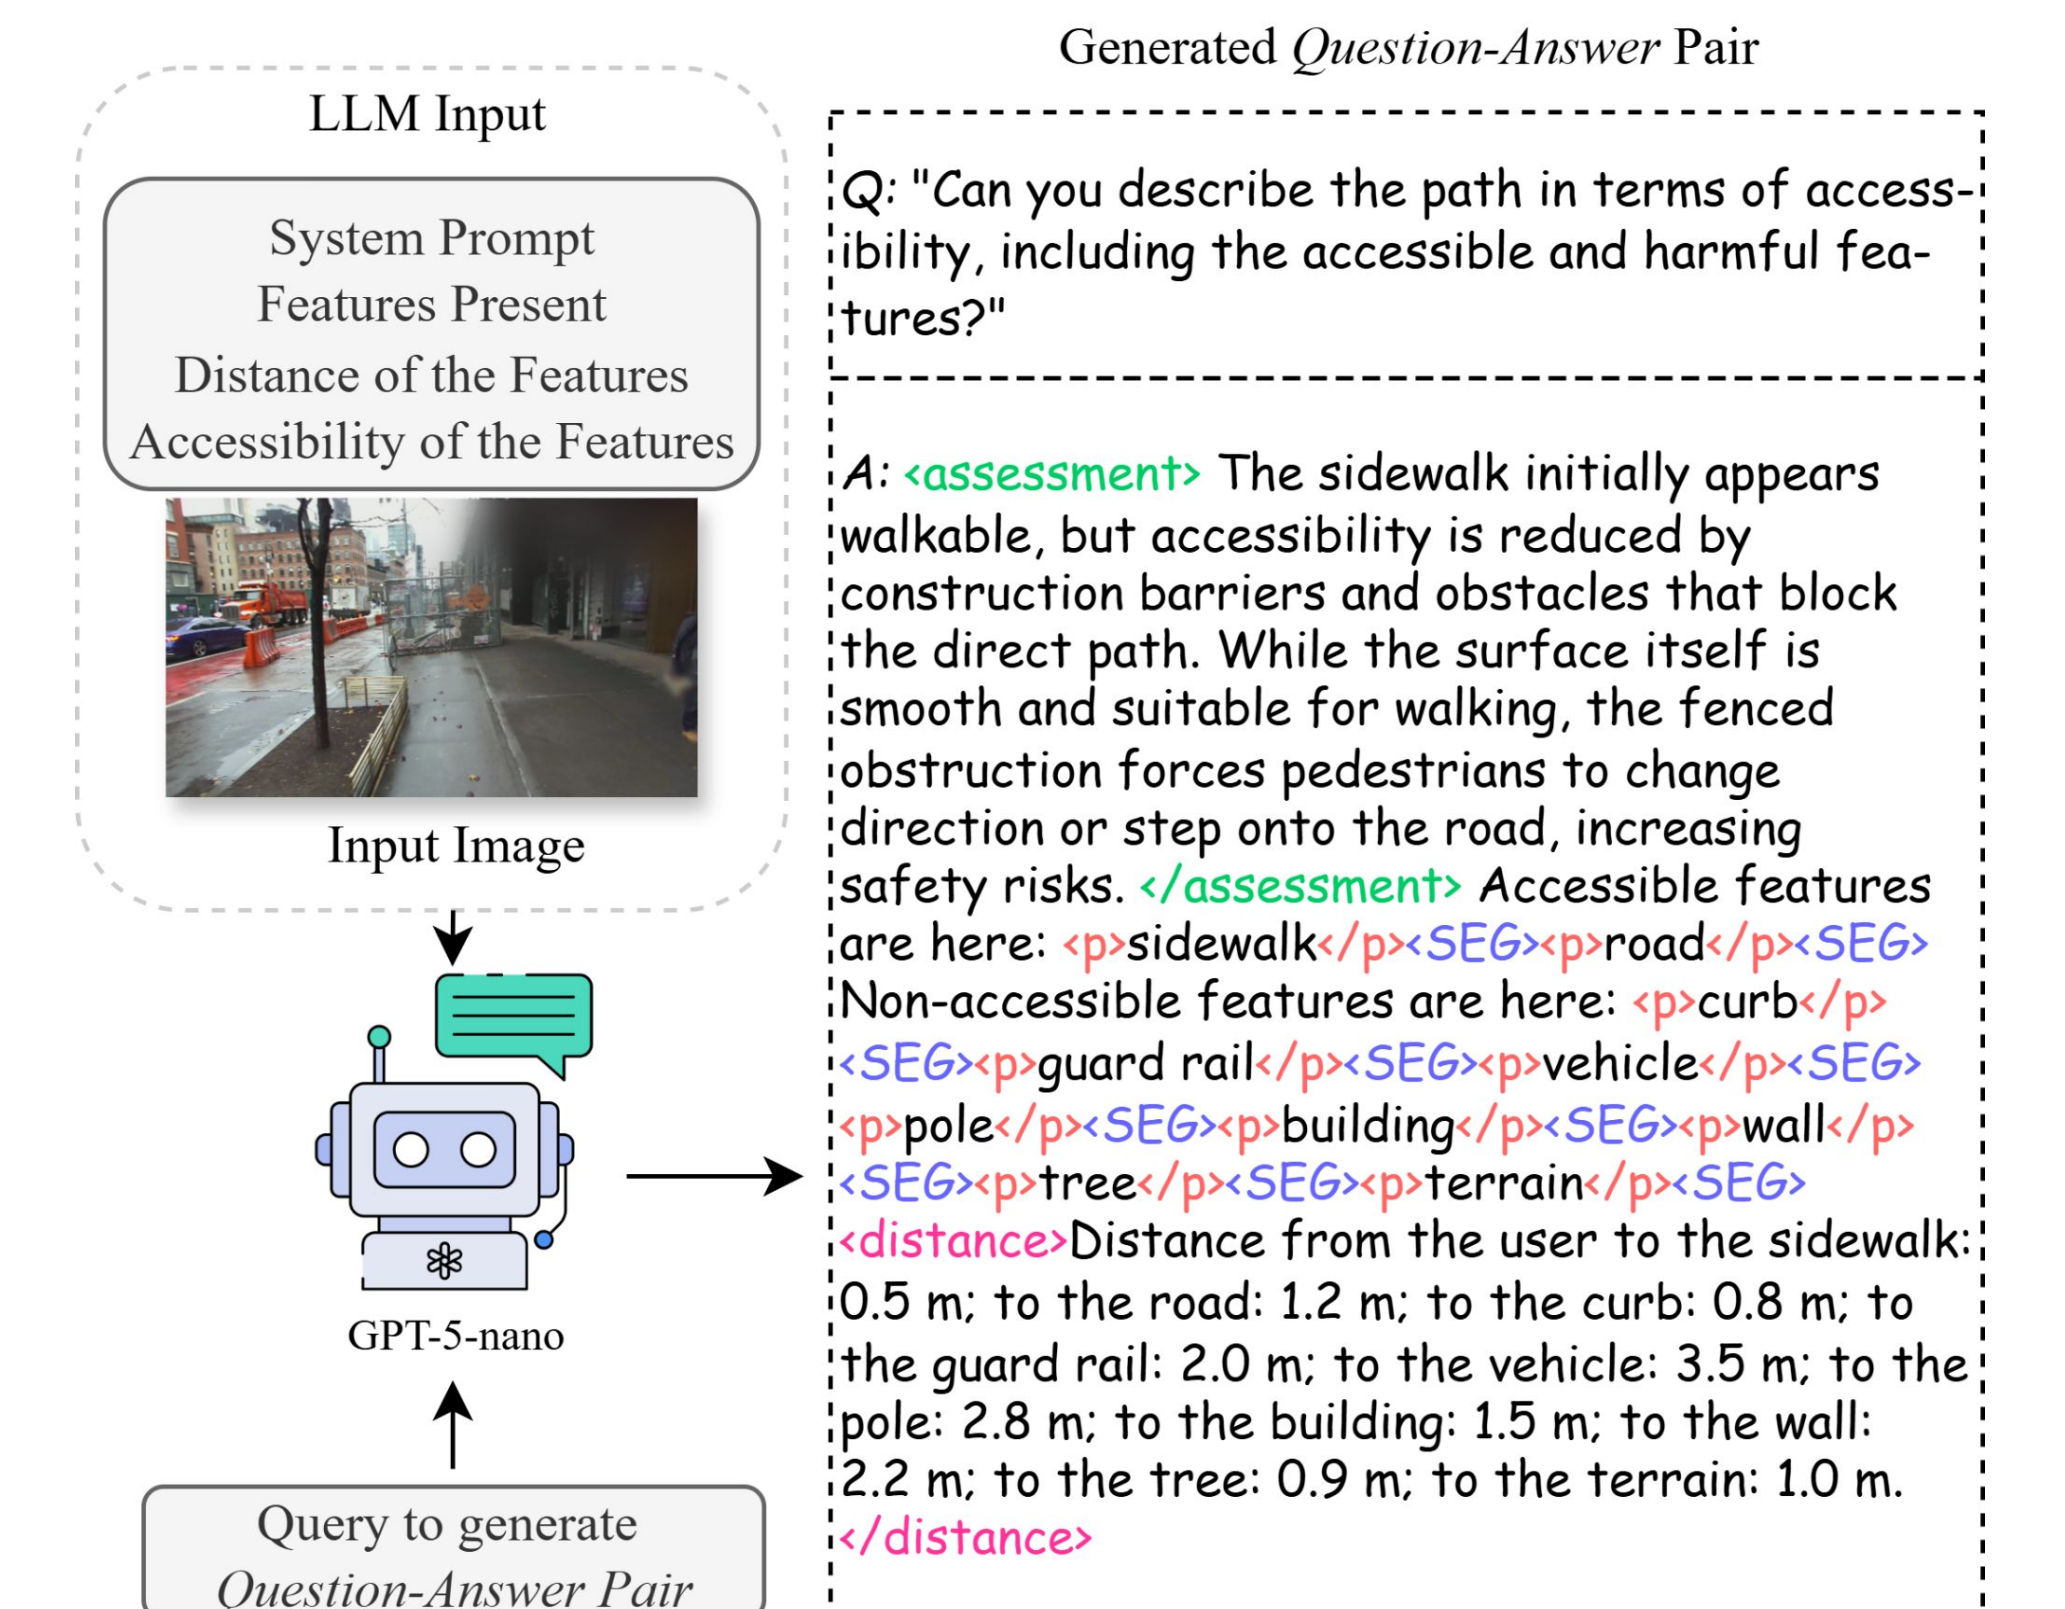 LLM Input
System Prompt
Features Present
Distance of the Features
Accessibility of the Features
Input Image
GPT-5-nano
Query to generate
Question-Answer Pair
Generated Question-Answer Pair
Q: "Can you describe the path in terms of access-
ibility, including the accessible and harmful fea-
tures?"
A: <assessment> The sidewalk initially appears
walkable, but accessibility is reduced by
construction barriers and obstacles that block
the direct path. While the surface itself is
smooth and suitable for walking, the fenced
obstruction forces pedestrians to change
direction or step onto the road, increasing
safety risks. </assessment> Accessible features
are here: <p>sidewalk</p><SEG><p>road</p><SEG>
Non-accessible features are here: <p>curb</p>
<SEG><p>guard rail</p><SEG><p>vehicle</p><SEG>
<p>pole</p><SEG><p>building</p><SEG><p>wall</p>
<SEG><p>tree</p><SEG><p>terrain</p><SEG>
<distance>Distance from the user to the sidewalk:
0.5 m; to the road: 1.2 m; to the curb: 0.8 m; to
the guard rail: 2.0 m; to the vehicle: 3.5 m; to the
pole: 2.8 m; to the building: 1.5 m; to the wall:
2.2 m; to the tree: 0.9 m; to the terrain: 1.0 m.
</distance>